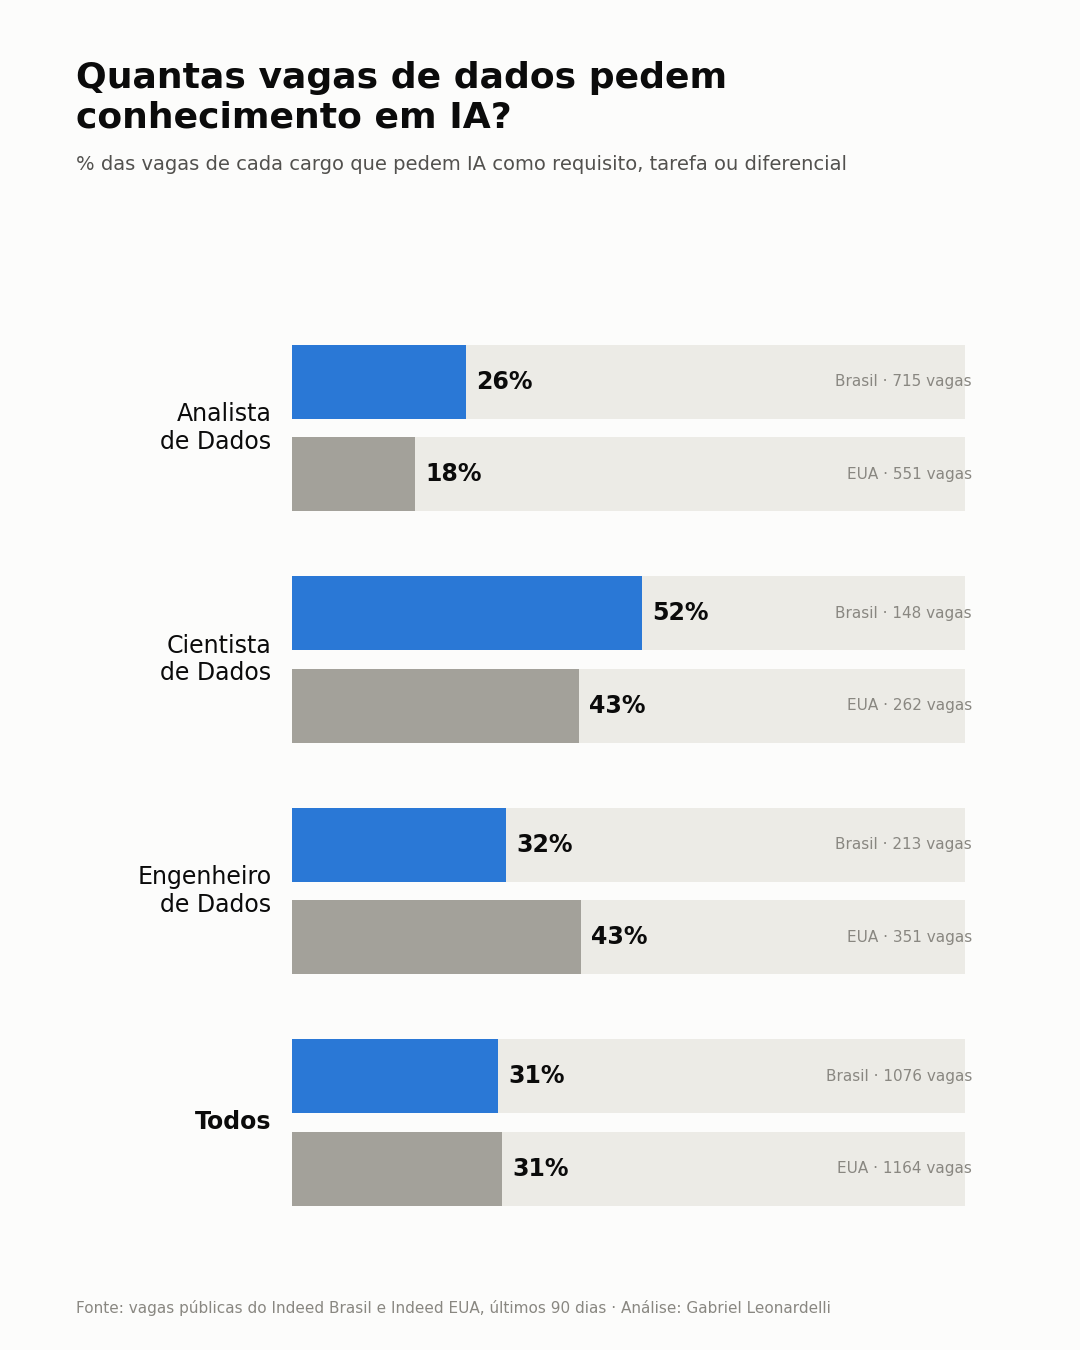 Quantas vagas de dados pedem
conhecimento em IA?
% das vagas de cada cargo que pedem IA como requisito, tarefa ou diferencial
Analista
de Dados
26%
Brasil · 715 vagas
18%
EUA · 551 vagas
Cientista
de Dados
52%
Brasil · 148 vagas
43%
EUA · 262 vagas
Engenheiro
de Dados
32%
Brasil · 213 vagas
43%
EUA · 351 vagas
Todos
31%
Brasil · 1076 vagas
31%
EUA · 1164 vagas
Fonte: vagas públicas do Indeed Brasil e Indeed EUA, últimos 90 dias · Análise: Gabriel Leonardelli